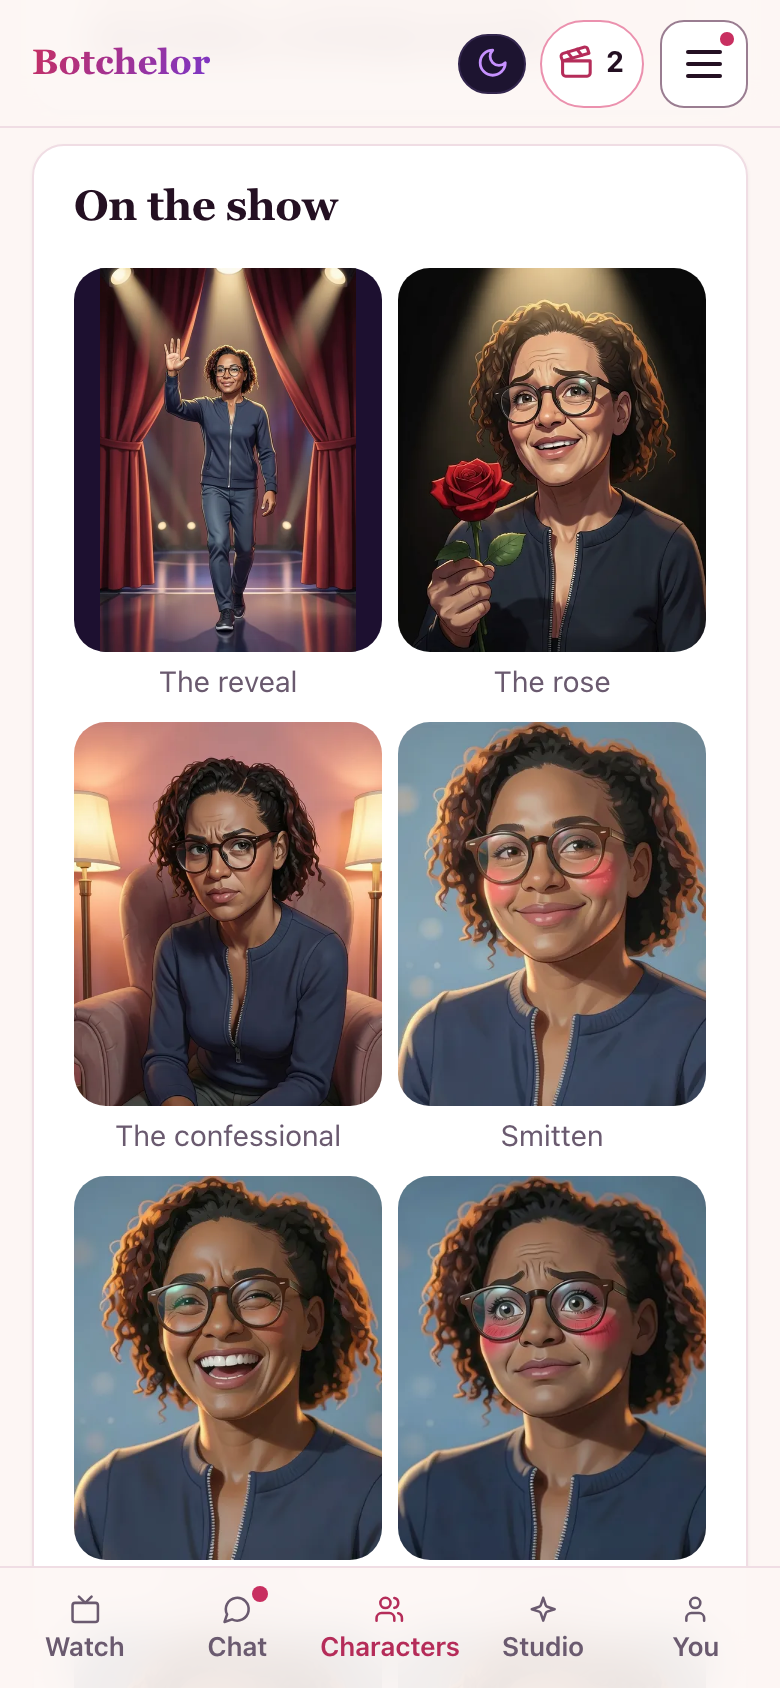 Botchelor
2
On the show
The reveal
The rose
The confessional
Smitten
Watch
Chat
Characters
Studio
You